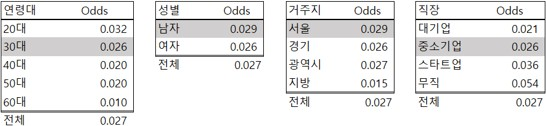 연령대 Odds
20대 0.032
30대 0.026
40대 0.020
50대 0.020
60대 0.010
전체 0.027
성별 Odds
남자 0.029
여자 0.026
전체 0.027
거주지 Odds
서울 0.029
경기 0.026
광역시 0.027
지방 0.015
전체 0.027
직장 Odds
대기업 0.021
중소기업 0.026
스타트업 0.036
무직 0.054
전체 0.027